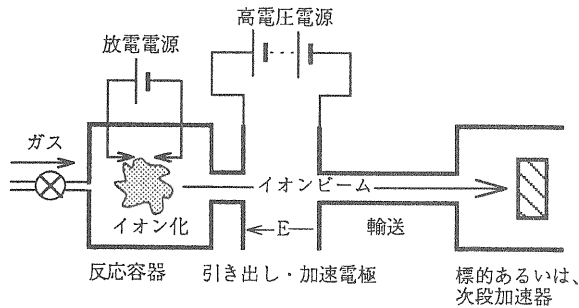 高電圧電源
放電電源
ガス
イオンビーム
イオン化
E
輸送
反応容器
引き出し・加速電極
標的あるいは、
次段加速器